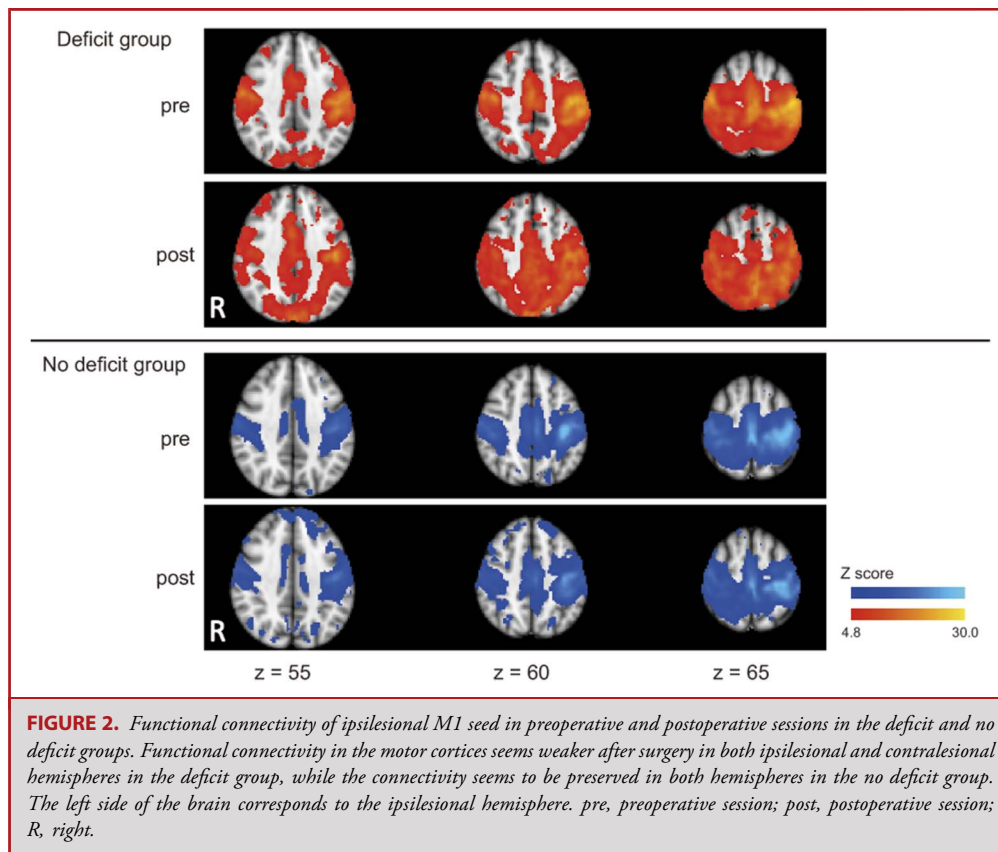 Deficit group
pre
post
R
No deficit group
pre
post
R
Z score
4.8 30.0
z = 55 z = 60 z = 65
FIGURE 2. Functional connectivity of ipsilesional M1 seed in preoperative and postoperative sessions in the deficit and no
deficit groups. Functional connectivity in the motor cortices seems weaker after surgery in both ipsilesional and contralesional
hemispheres in the deficit group, while the connectivity seems to be preserved in both hemispheres in the no deficit group.
The left side of the brain corresponds to the ipsilesional hemisphere. pre, preoperative session; post, postoperative session;
R, right.